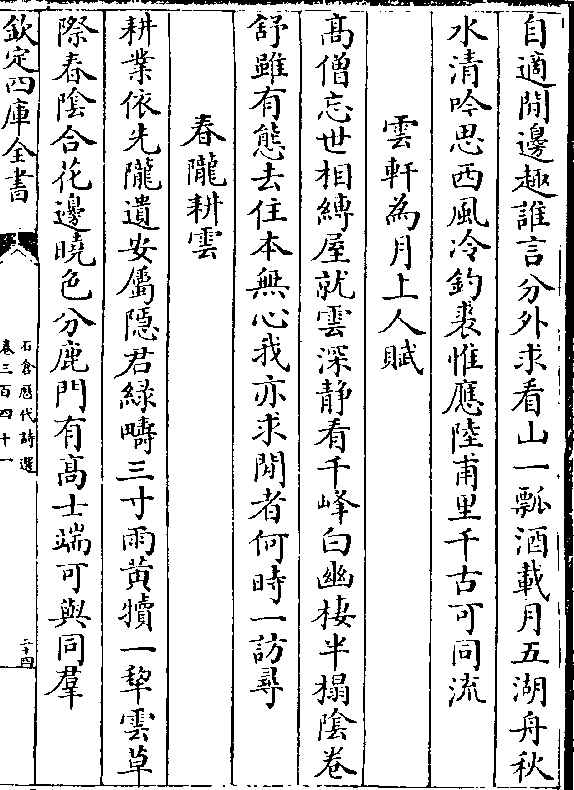 自適閒邊趣誰言分外求看山一瓢酒載月五湖舟秋
水清吟思西風冷釣裘惟應陸甫里千古可同流
雲軒為月上人賦
髙僧忘世相縛屋就雲深静看千峰白幽棲半榻陰卷
舒雖有態去住本無心我亦求閒者何時一訪尋
春隴耕雲
耕業依先隴遺安屬隠君緑疇三寸雨黄犢一犂雲草
際春陰合花邊曉色分鹿門有髙士端可與同羣
欽定四庫全書
石倉歴代詩選
卷三百四十一
二十四